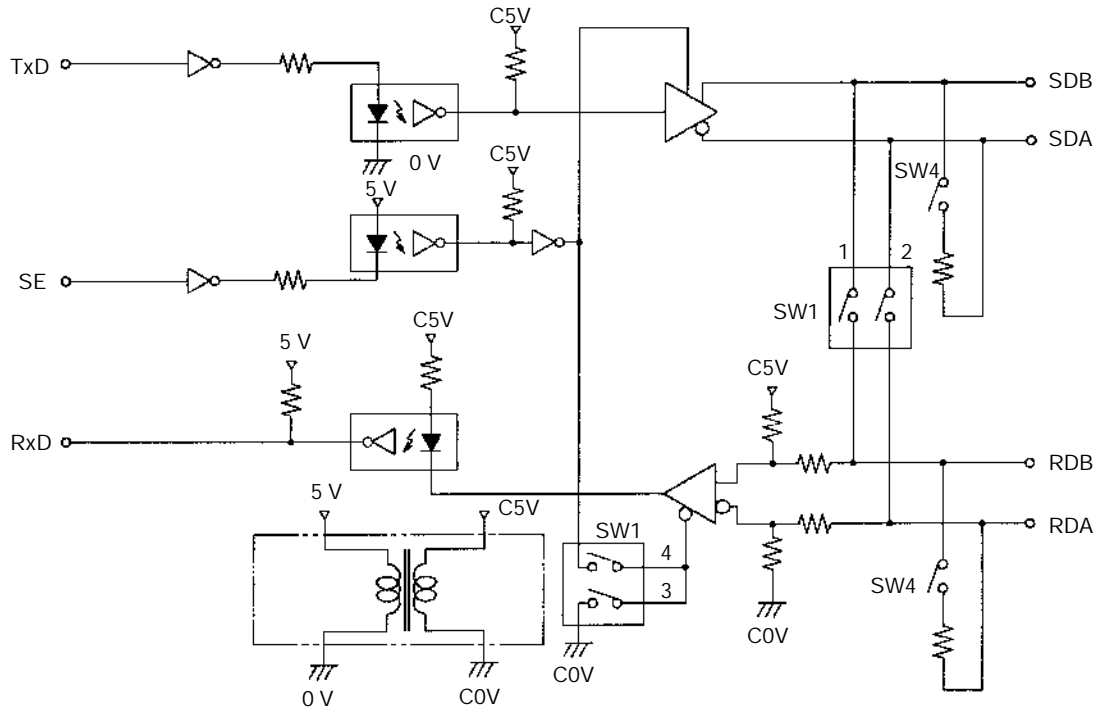 C5V
TxD
SDB
0 V
C5V
SDA
5 V
SW4
1 2
SE
SW1
C5V
5 V
C5V
RxD
RDB
5 V
C5V
SW1
RDA
4
3
SW4
C0V
C0V
0 V
C0V